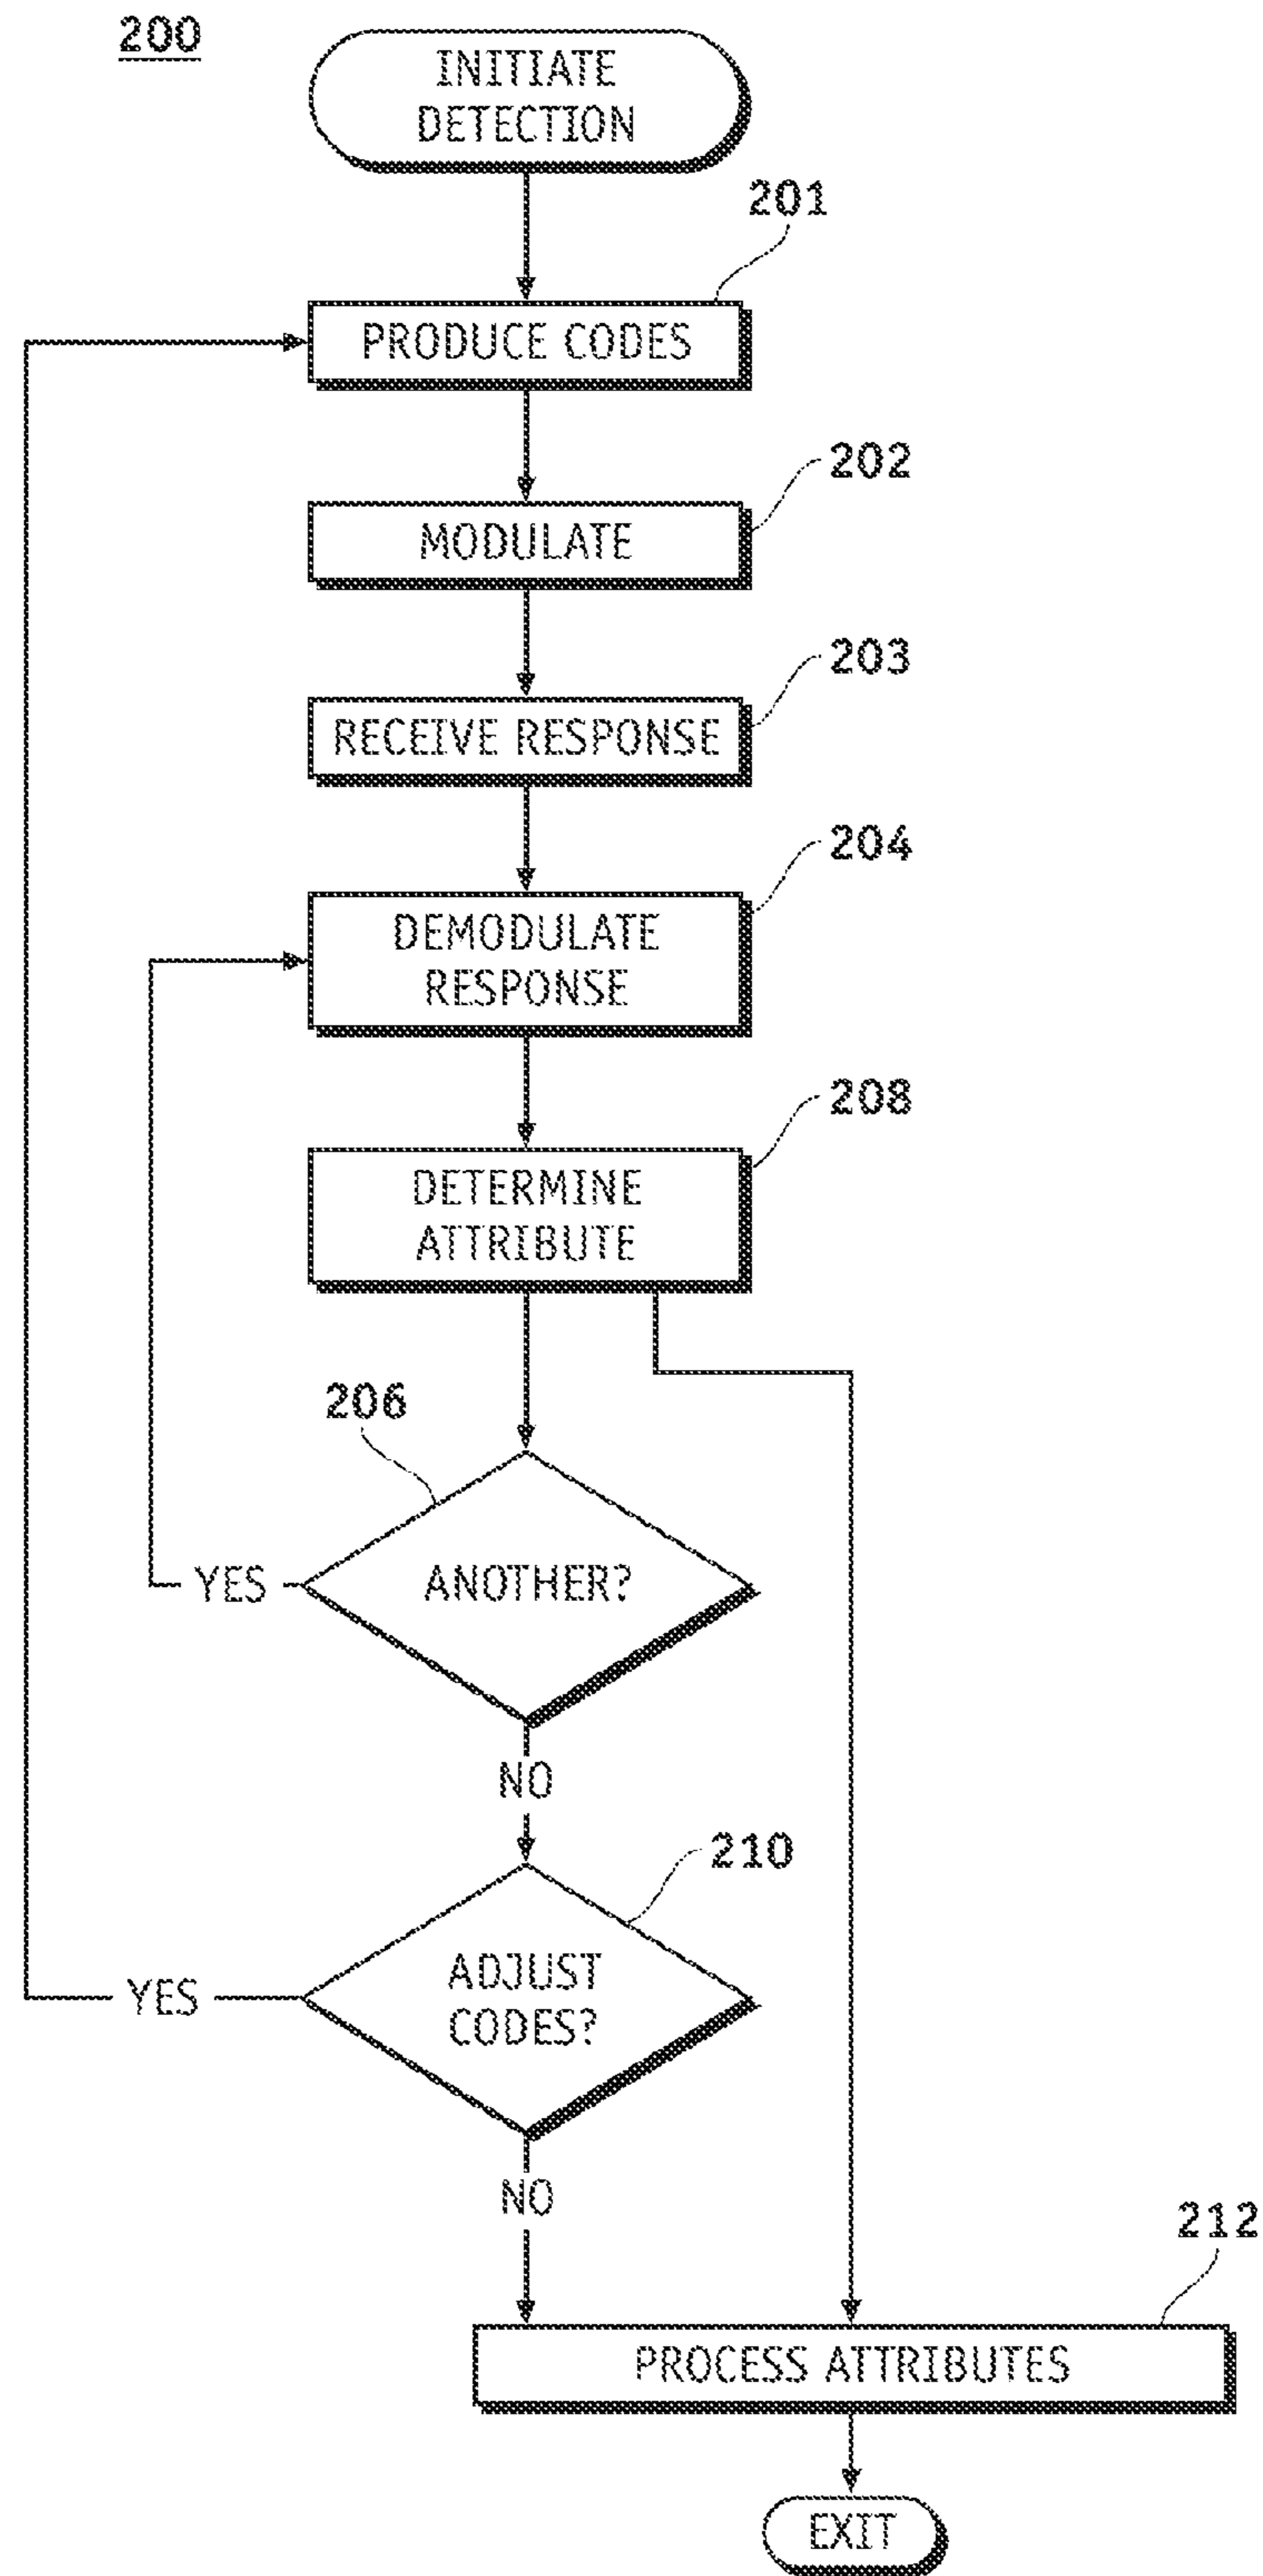 200
INITIATE
DETECTION
201
PRODUCE CODES
202
MODULATE
203
RECEIVE RESPONSE
204
DEMODULATE
RESPONSE
208
DETERMINE
ATTRIBUTE
206
ANOTHER?
YES
NO
210
ADJUST
CODES?
YES
NO
212
PROCESS ATTRIBUTES
EXIT